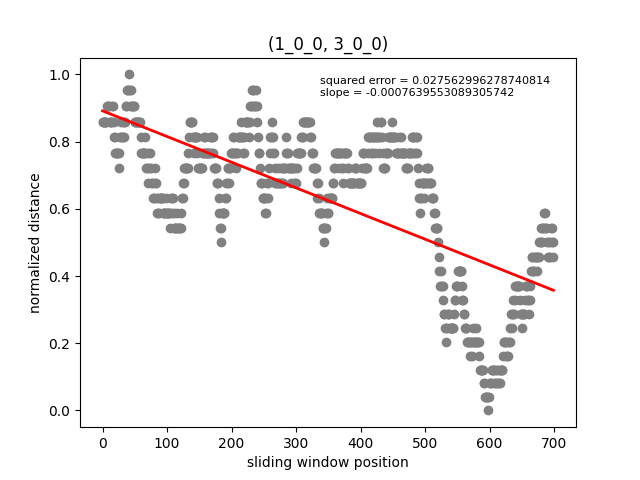 (1_0_0, 3_0_0)
squared error = 0.027562996278740814
slope = -0.0007639553089305742
normalized distance
1.0
0.8
0.6
0.4
0.2
0.0
0 100 200 300 400 500 600 700
sliding window position